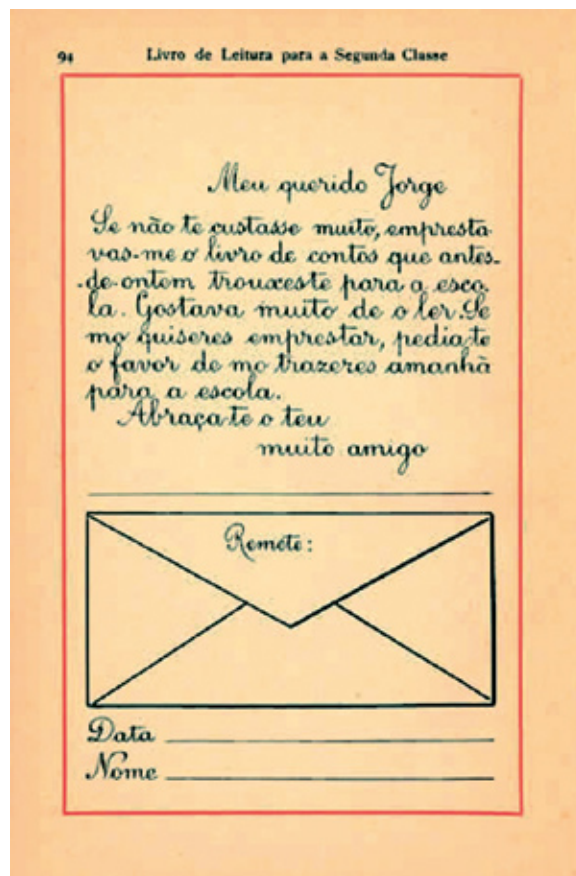 94 Livro de Leitura para a Segunda Classe
Meu querido Jorge
Se não te custasse muito, empresta
vas-me o livro de contos que antes-
-de-ontem trouxeste para a esco
la. Gostava muito de o ler. Se
mo quiseres emprestar, pedia-te
o favor de mo trazeres amanhã
para a escola.
Abraça-te o teu
muito amigo
Remete:
Data
Nome